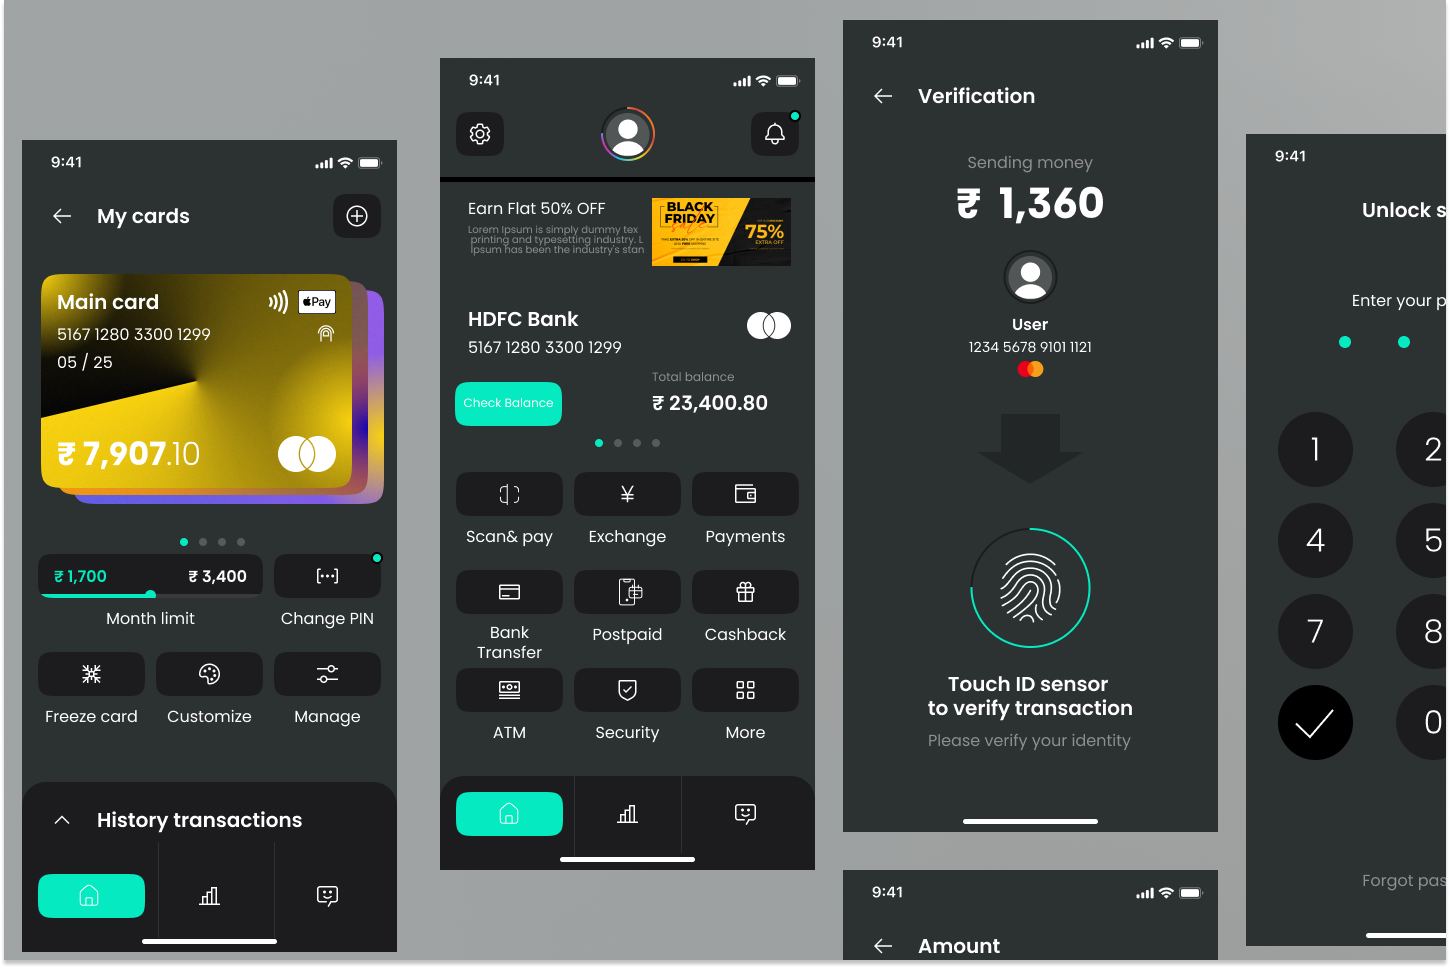 9:41
My cards
Main card
Pay
5167 1280 3300 1299
05 / 25
₹ 7,907.10
₹ 1,700
₹ 3,400
Month limit
Change PIN
Freeze card
Customize
Manage
History transactions
9:41
Earn Flat 50% OFF
Lorem Ipsum is simply dummy tex
printing and typesetting industry. L
Ipsum has been the industry's stan
BLACK
FRIDAY
sale
75%
EXTRA OFF
HDFC Bank
5167 1280 3300 1299
Check Balance
Total balance
₹ 23,400.80
¥
Scan& pay
Exchange
Payments
Bank
Transfer
Postpaid
Cashback
ATM
Security
More
9:41
Verification
Sending money
₹ 1,360
User
1234 5678 9101 1121
Touch ID sensor
to verify transaction
Please verify your identity
9:41
Amount
9:41
Unlock s
Enter your p
1
2
4
5
7
8
0
Forgot pas